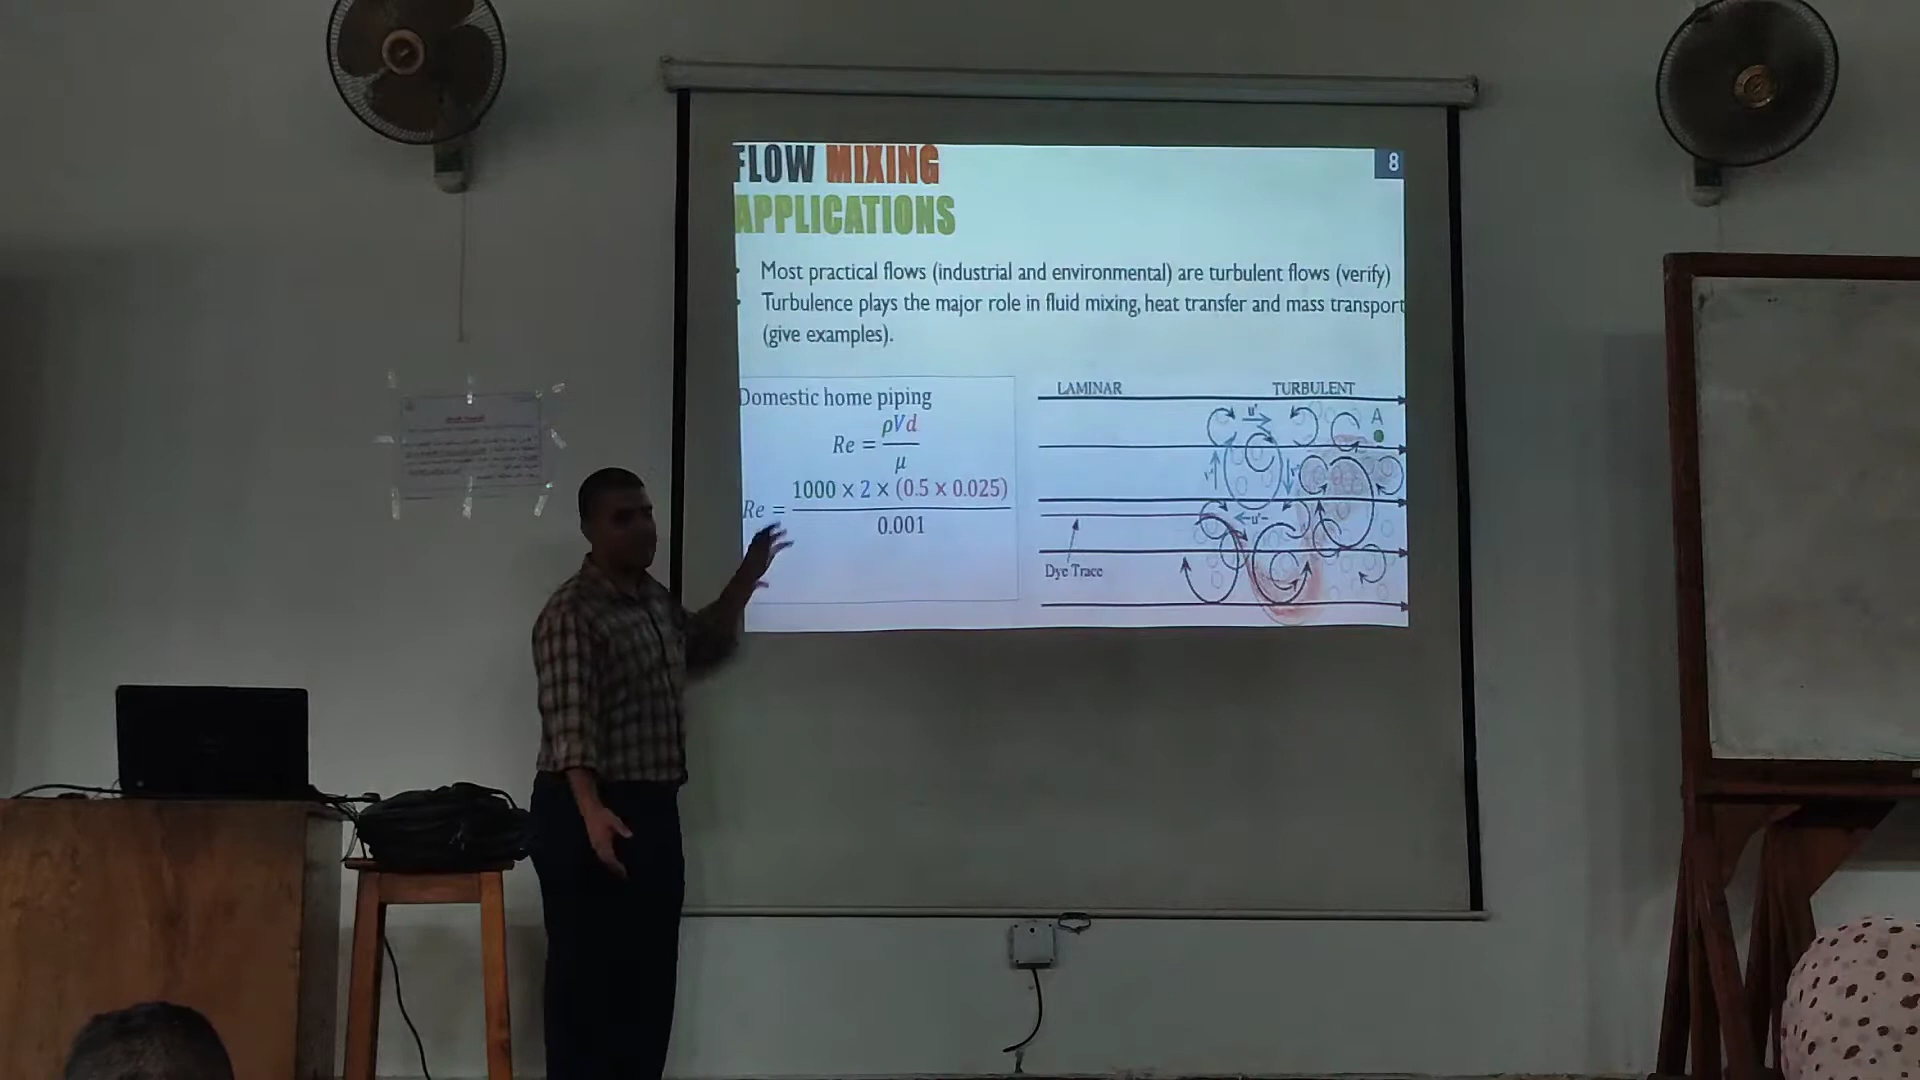 FLOW MIXING
8
APPLICATIONS
Most practical flows (industrial and environmental) are turbulent flows (verify)
Turbulence plays the major role in fluid mixing, heat transfer and mass transport
(give examples).
Domestic home piping
Re = ρVd / μ
Re = 1000 × 2 × (0.5 × 0.025) / 0.001
LAMINAR TURBULENT
A
u'
u'
Dye Trace